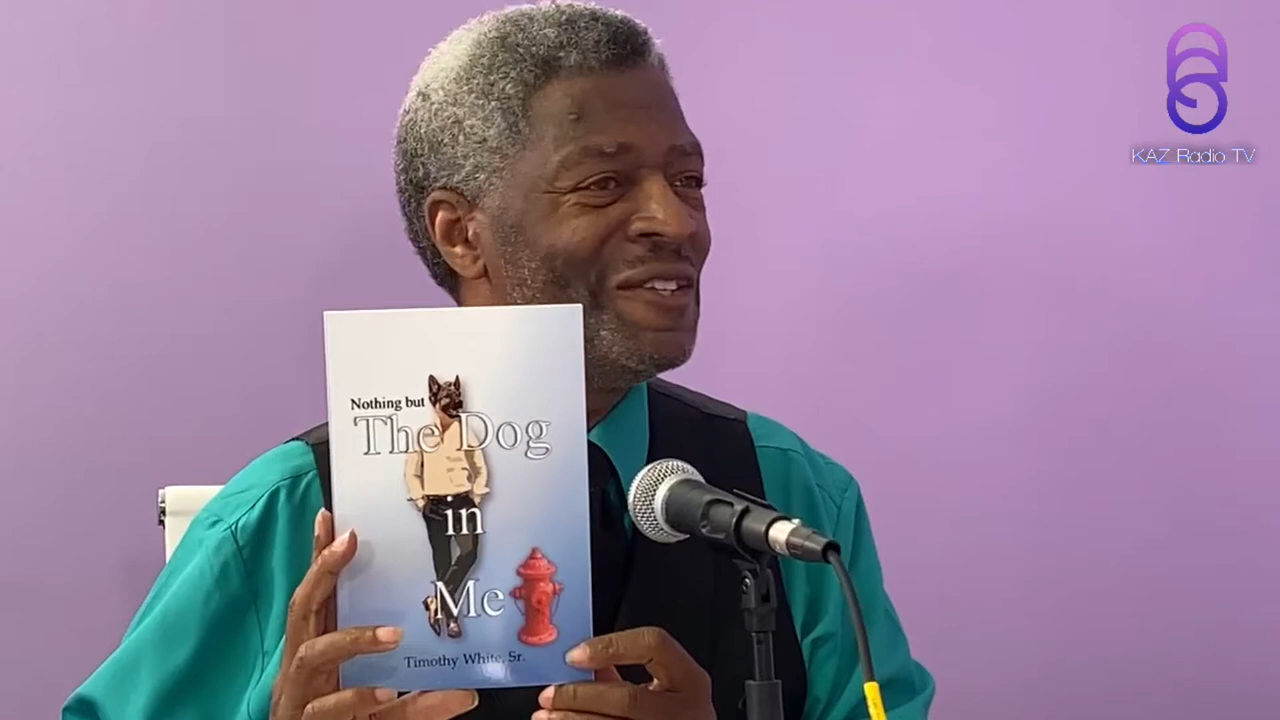 KAZ Radio TV
Nothing but
The Dog
in
Me
Timothy White, Sr.